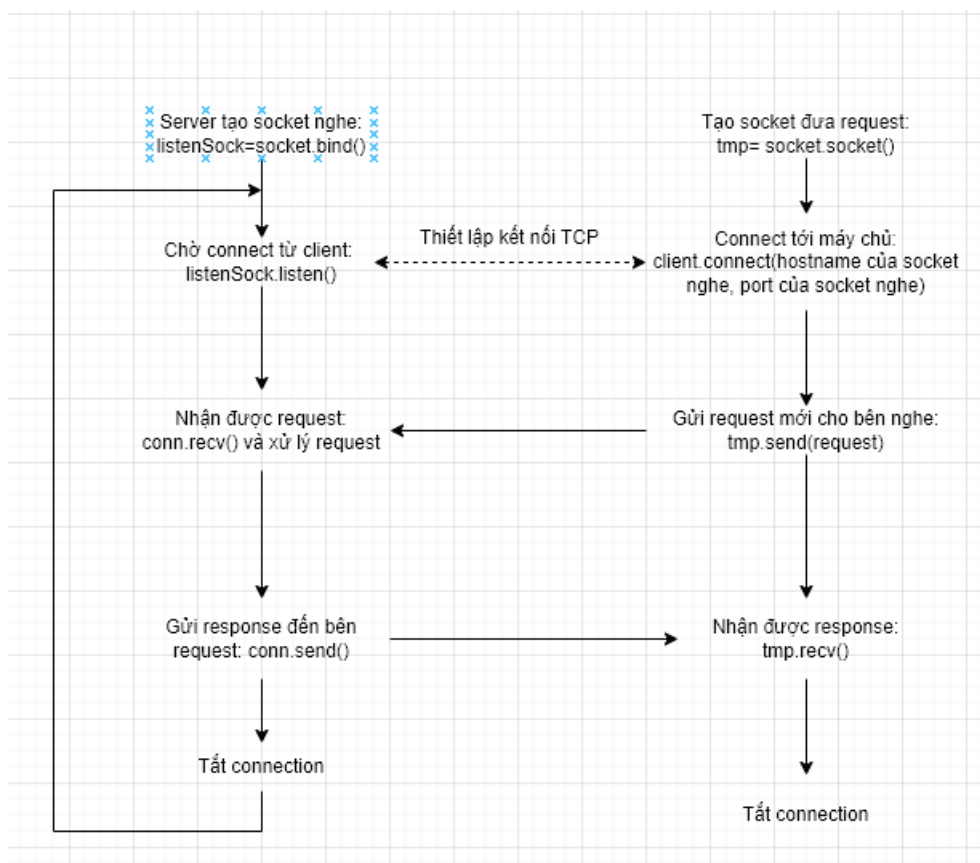 Server tạo socket nghe:
listenSock=socket.bind()
Tạo socket đưa request:
tmp= socket.socket()
Chờ connect từ client:
listenSock.listen()
Thiết lập kết nối TCP
Connect tới máy chủ:
client.connect(hostname của socket
nghe, port của socket nghe)
Nhận được request:
conn.recv() và xử lý request
Gửi request mới cho bên nghe:
tmp.send(request)
Gửi response đến bên
request: conn.send()
Nhận được response:
tmp.recv()
Tắt connection
Tắt connection